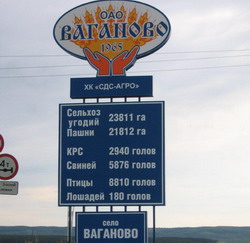 ОАО
ВАГАНОВО
1965
ХК «СДС-АГРО»
Сельхоз
угодий 23811 га
Пашни 21812 га
КРС 2940 голов
Свиней 5876 голов
Птицы 8810 голов
Лошадей 180 голов
село
ВАГАНОВО